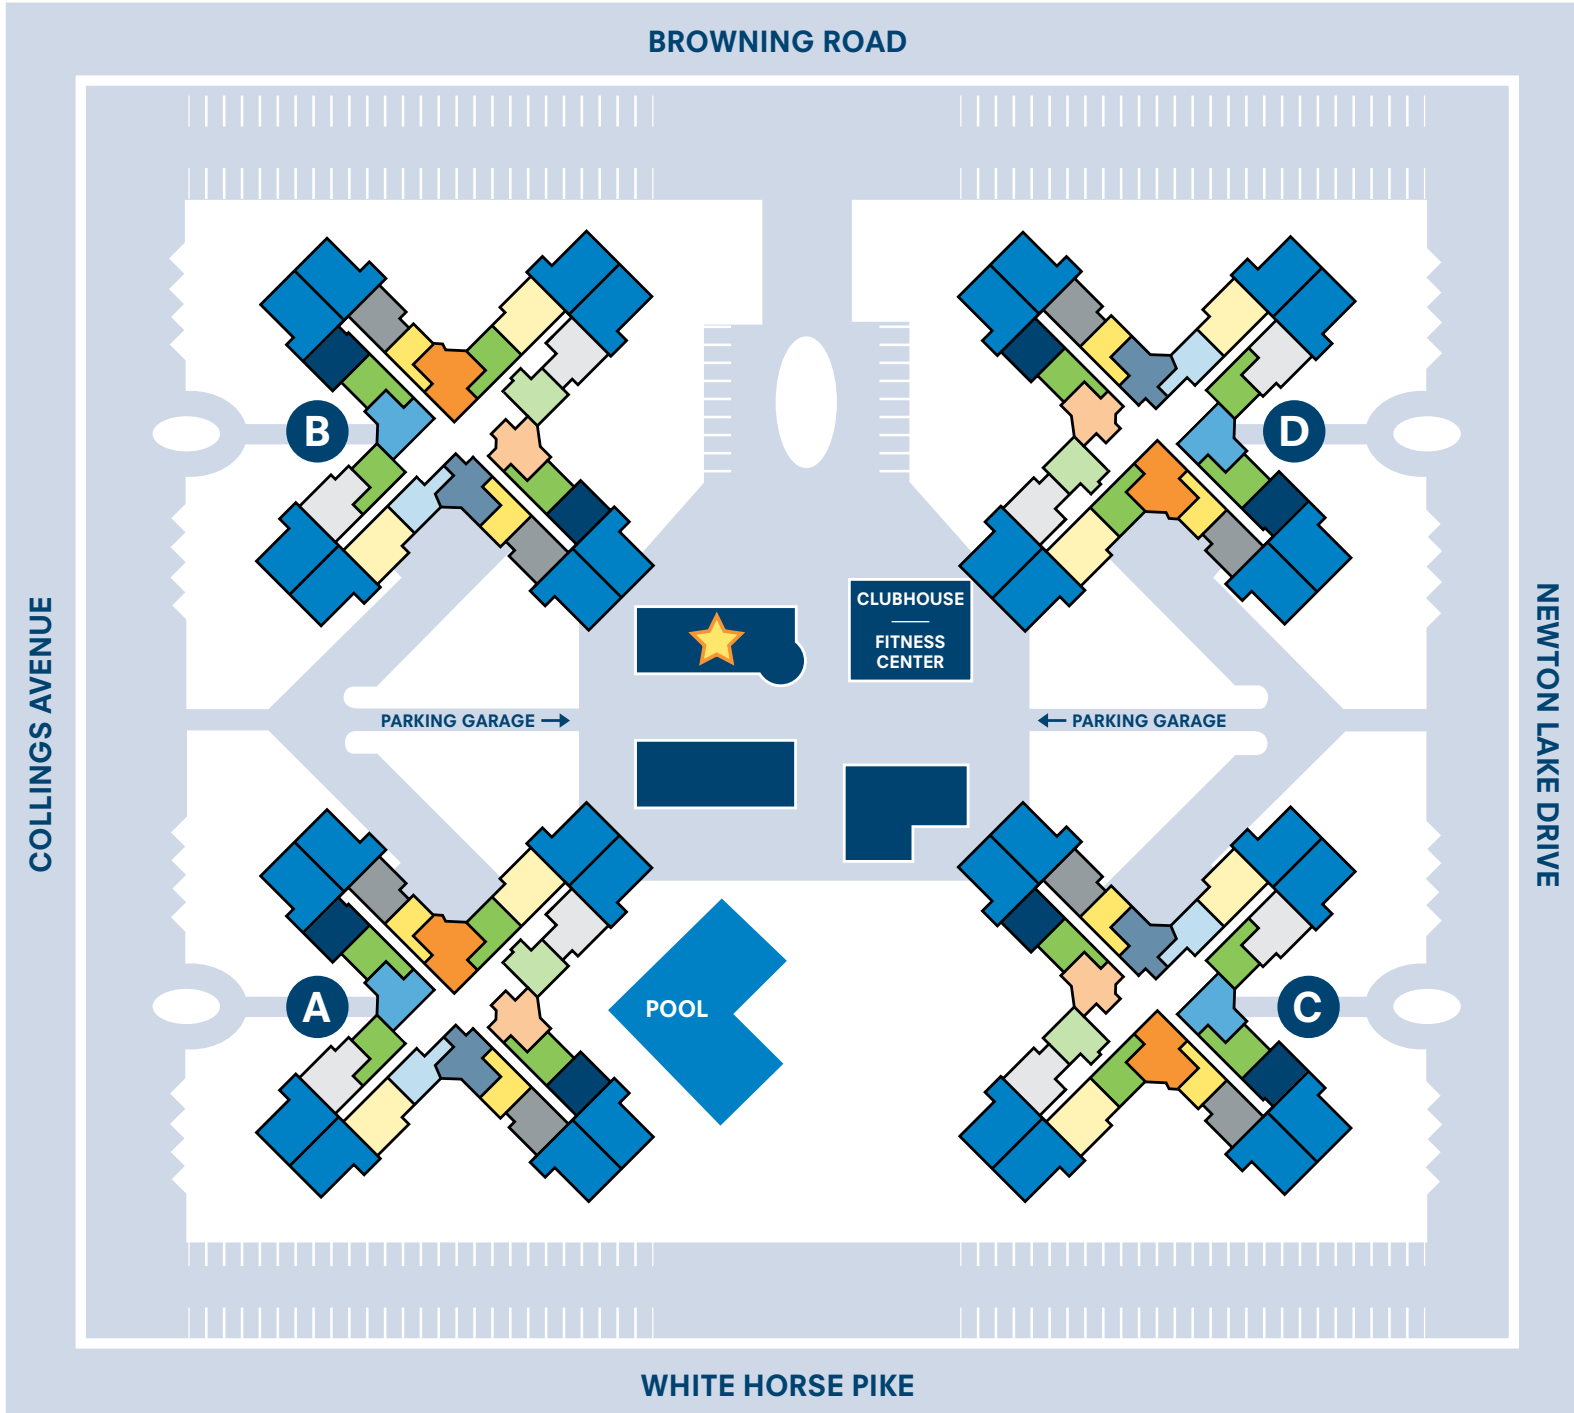 BROWNING ROAD
B
D
CLUBHOUSE
FITNESS
CENTER
COLLINGS AVENUE
NEWTON LAKE DRIVE
PARKING GARAGE →
← PARKING GARAGE
A
POOL
C
WHITE HORSE PIKE